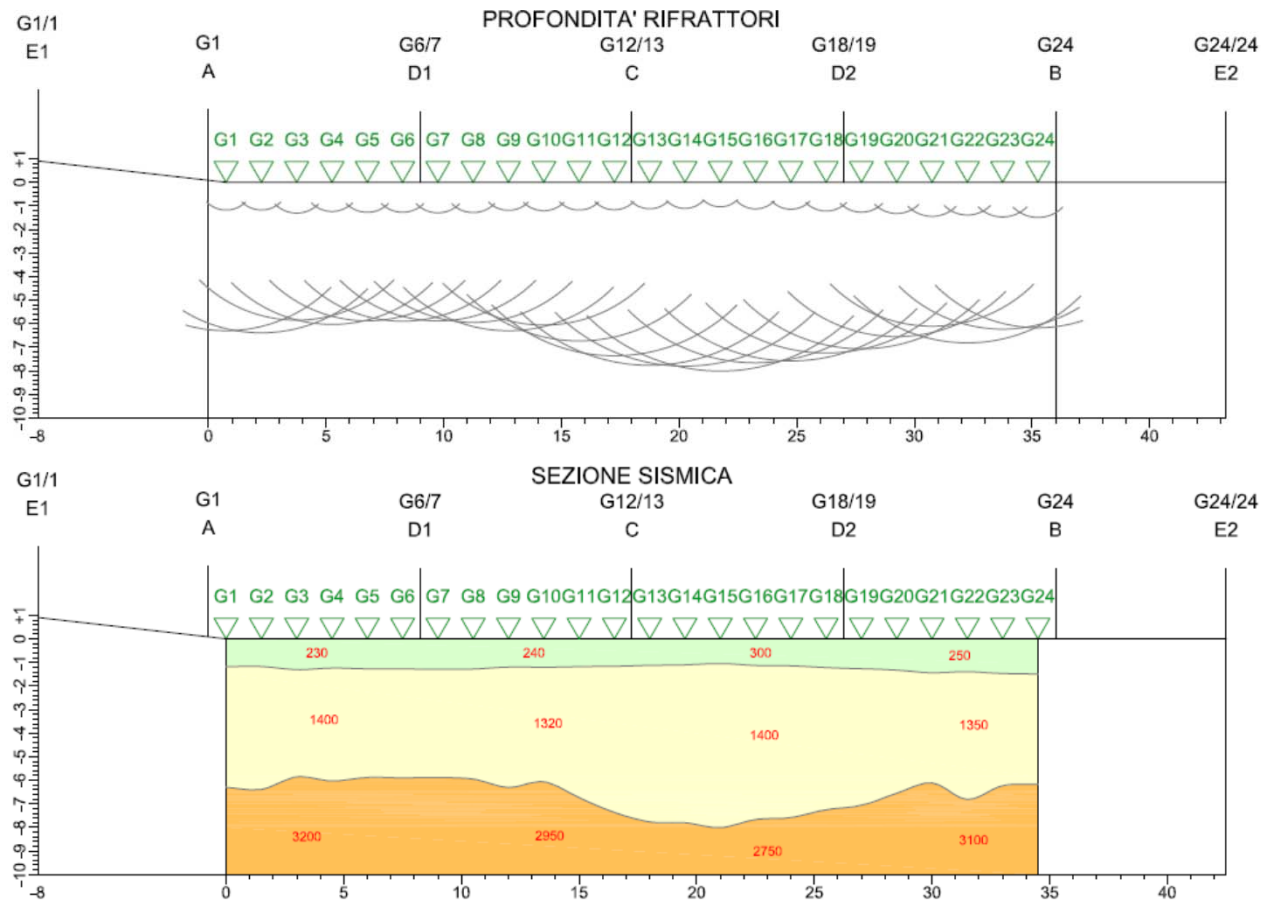 PROFONDITA' RIFRATTORI
G1/1 G1 G6/7 G12/13 G18/19 G24 G24/24
E1 A D1 C D2 B E2
G1 G2 G3 G4 G5 G6 G7 G8 G9 G10 G11 G12 G13 G14 G15 G16 G17 G18 G19 G20 G21 G22 G23 G24
+1
0
-1
-2
-3
-4
-5
-6
-7
-8
-9
-10
-8 0 5 10 15 20 25 30 35 40
SEZIONE SISMICA
G1/1 G1 G6/7 G12/13 G18/19 G24 G24/24
E1 A D1 C D2 B E2
G1 G2 G3 G4 G5 G6 G7 G8 G9 G10 G11 G12 G13 G14 G15 G16 G17 G18 G19 G20 G21 G22 G23 G24
+1
0
-1
-2
-3
-4
-5
-6
-7
-8
-9
-10
230 240 300 250
1400 1320 1400 1350
3200 2950 2750 3100
-8 0 5 10 15 20 25 30 35 40